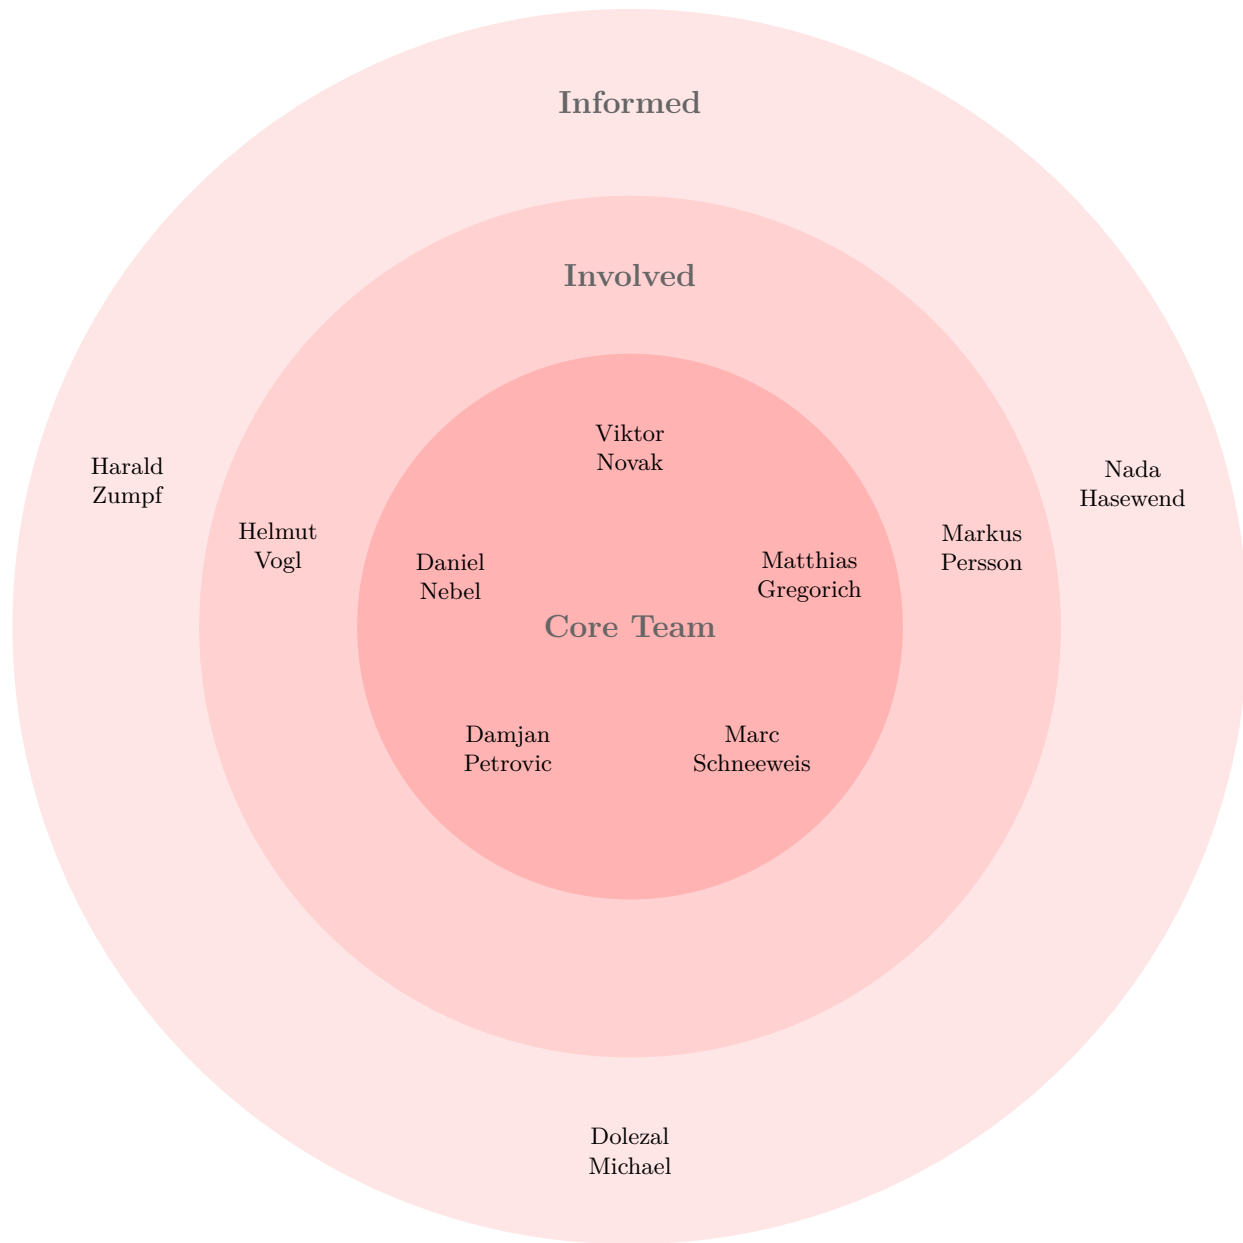 Informed
Involved
Viktor
Novak
Harald
Zumpf
Nada
Hasewend
Helmut
Vogl
Markus
Persson
Daniel
Nebel
Matthias
Gregorich
Core Team
Damjan
Petrovic
Marc
Schneeweis
Dolezal
Michael